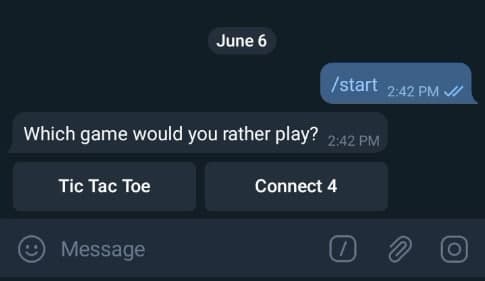 June 6
/start 2:42 PM
Which game would you rather play? 2:42 PM
Tic Tac Toe Connect 4
Message